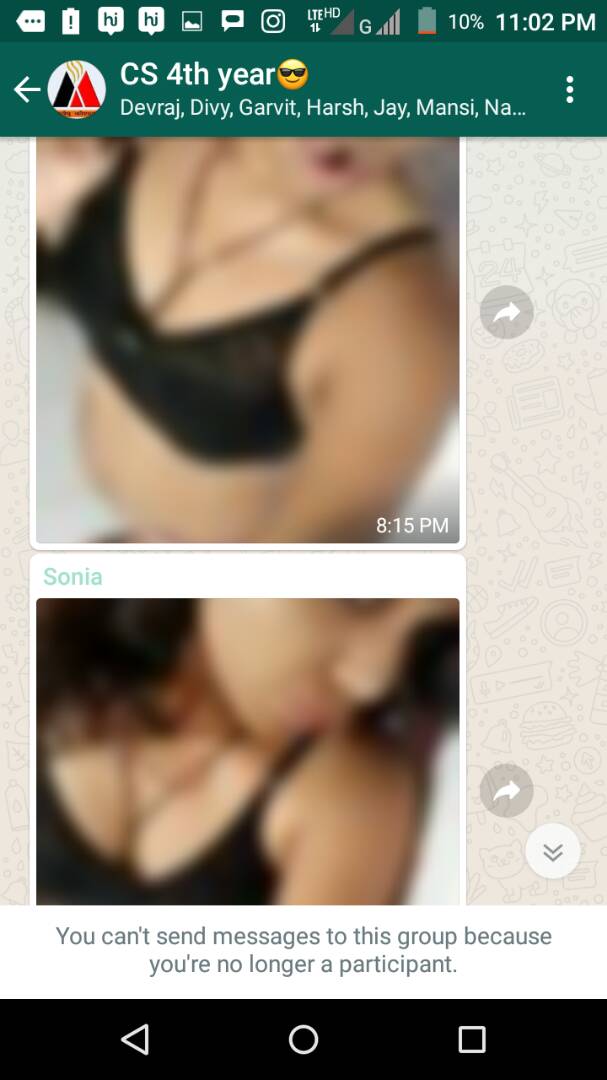 LTE HD G 10% 11:02 PM
CS 4th year😎
Devraj, Divy, Garvit, Harsh, Jay, Mansi, Na...
8:15 PM
Sonia
You can't send messages to this group because
you're no longer a participant.